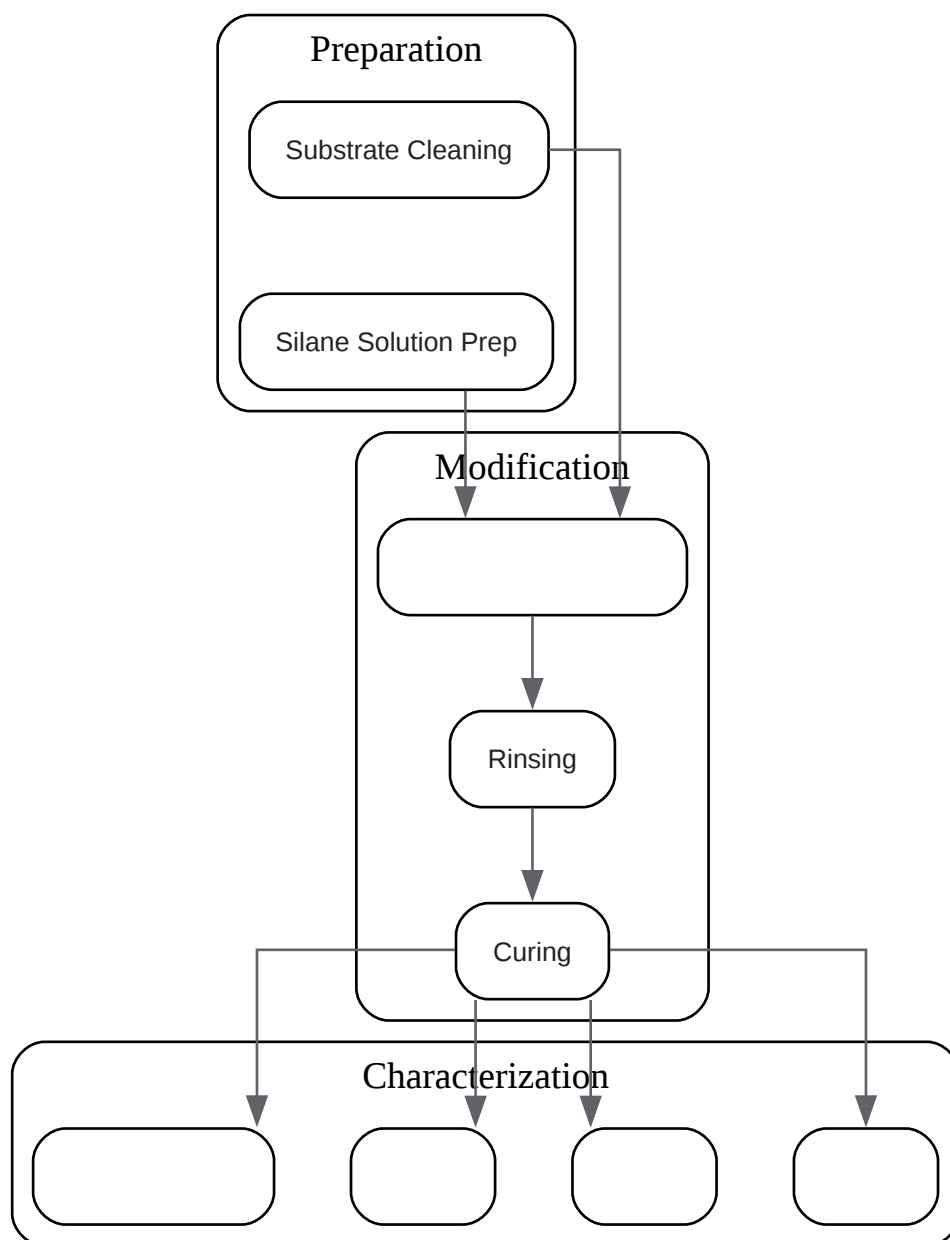 Preparation
Substrate Cleaning
Silane Solution Prep
Modification
Rinsing
Curing
Characterization